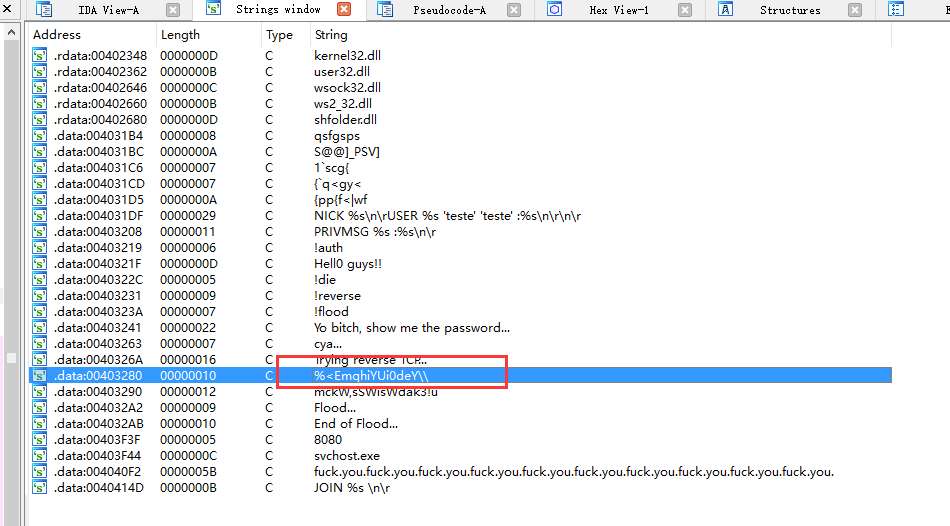 IDA View-A Strings window Pseudocode-A Hex View-1 Structures
Address Length Type String
.rdata:00402348 0000000D C kernel32.dll
.rdata:00402362 0000000B C user32.dll
.rdata:00402646 0000000C C wsock32.dll
.rdata:00402660 0000000B C ws2_32.dll
.rdata:00402680 0000000D C shfolder.dll
.data:004031B4 00000008 C qsfgsps
.data:004031BC 0000000A C S@@]_PSV]
.data:004031C6 00000007 C 1`scg{
.data:004031CD 00000007 C {`q<gy<
.data:004031D5 0000000A C {pp{f<|wf
.data:004031DF 00000029 C NICK %s\n\rUSER %s 'teste' 'teste' :%s\n\r\n\r
.data:00403208 00000011 C PRIVMSG %s :%s\n\r
.data:00403219 00000006 C !auth
.data:0040321F 0000000D C Hell0 guys!!
.data:0040322C 00000005 C !die
.data:00403231 00000009 C !reverse
.data:0040323A 00000007 C !flood
.data:00403241 00000022 C Yo bitch, show me the password...
.data:00403263 00000007 C cya...
.data:0040326A 00000016 C Trying reverse TCP...
.data:00403280 00000010 C %<EmqhiYUi0deY\\
.data:00403290 00000012 C mckW,sSWisWdak3!u
.data:004032A2 00000009 C Flood...
.data:004032AB 00000010 C End of Flood...
.data:00403F3F 00000005 C 8080
.data:00403F44 0000000C C svchost.exe
.data:004040F2 0000005B C fuck.you.fuck.you.fuck.you.fuck.you.fuck.you.fuck.you.fuck.you.fuck.you.fuck.you.fuck.you.
.data:0040414D 0000000B C JOIN %s \n\r